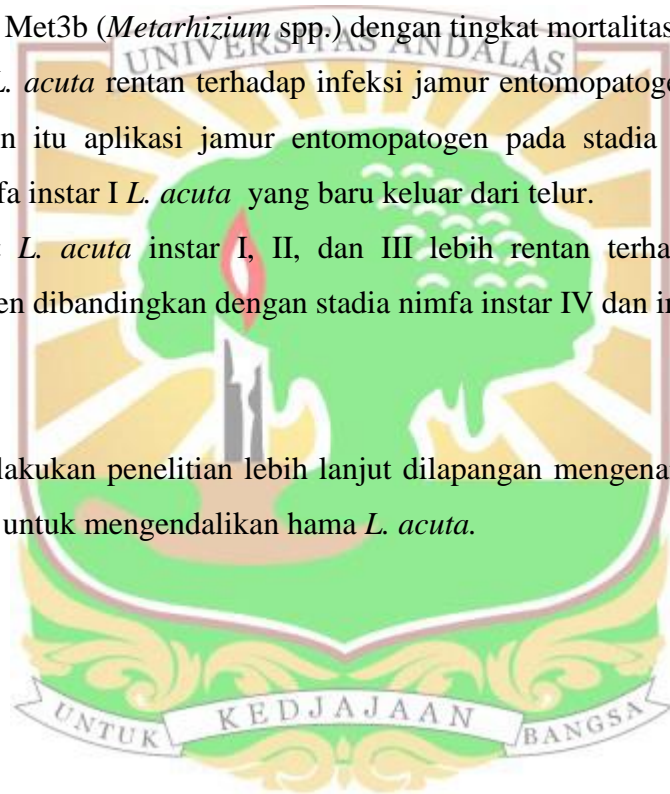 Met3b (Metarhizium spp.) dengan tingkat mortalitas
UNIVERSITAS ANDALAS
L. acuta rentan terhadap infeksi jamur entomopatoge
n itu aplikasi jamur entomopatogen pada stadia
fa instar I L. acuta yang baru keluar dari telur.
L. acuta instar I, II, dan III lebih rentan terha
en dibandingkan dengan stadia nimfa instar IV dan in
lakukan penelitian lebih lanjut dilapangan mengena
untuk mengendalikan hama L. acuta.
UNTUK KEDJAJAAN BANGSA